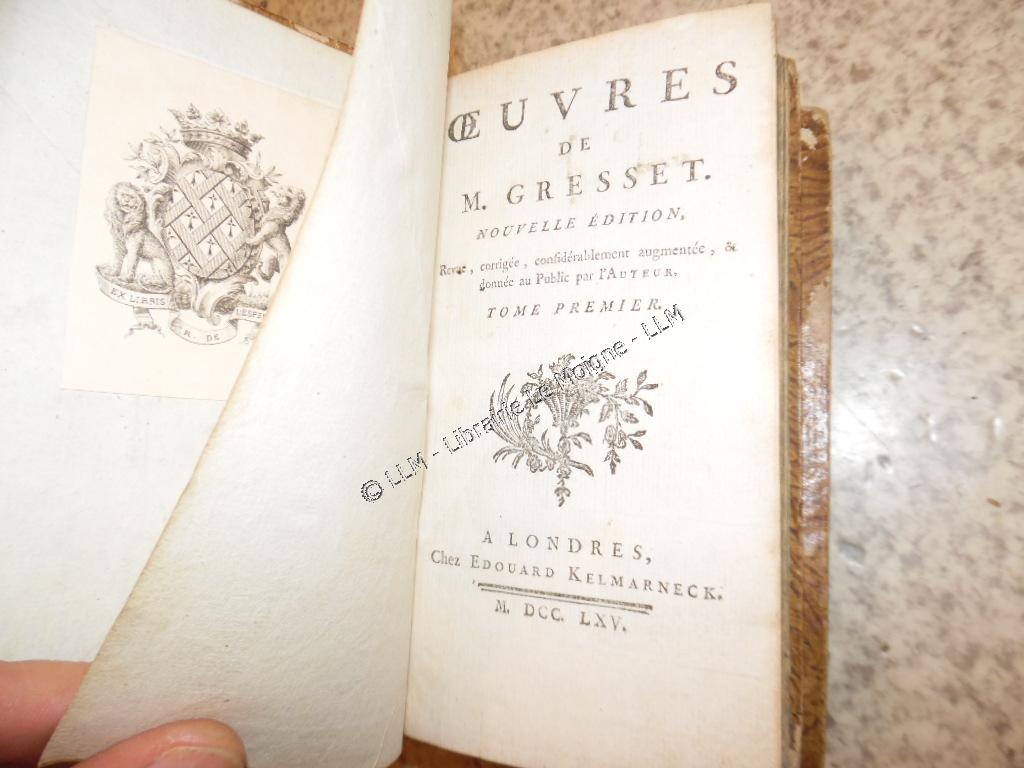 EX LIBRIS
R. DE
ŒUVRES
DE
M. GRESSET.
NOUVELLE ÉDITION,
Revue, corrigée, considérablement augmentée, &
donnée au Public par l'AUTEUR.
TOME PREMIER.
© LLM - Librairie Le Moigne - LLM
A LONDRES,
Chez EDOUARD KELMARNECK.
M. DCC. LXV.